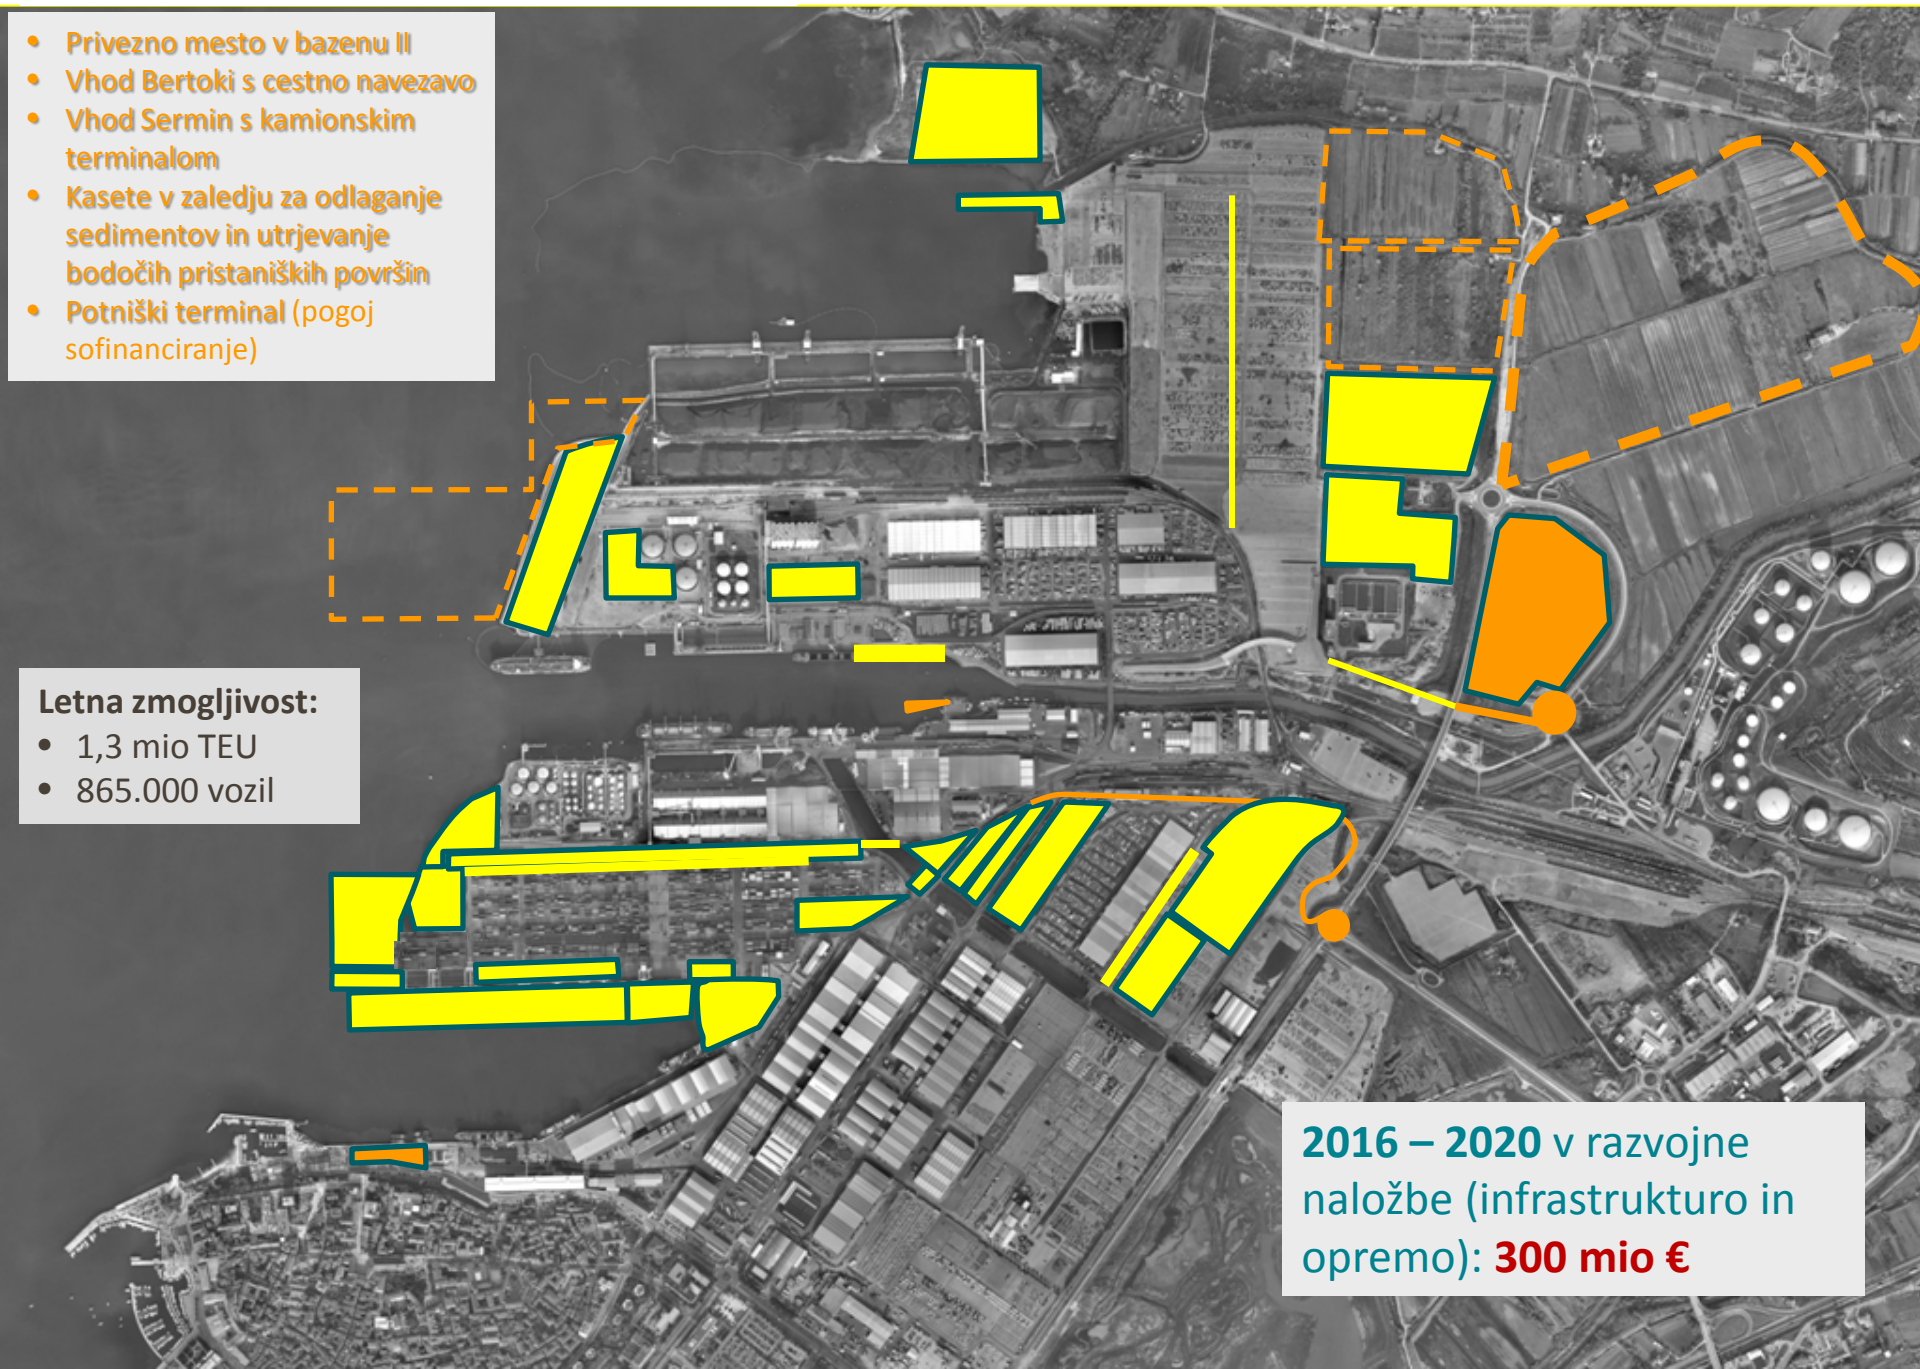 • Privezno mesto v bazenu II
• Vhod Bertoki s cestno navezavo
• Vhod Sermin s kamionskim
terminalom
• Kasete v zaledju za odlaganje
sedimentov in utrjevanje
bodočih pristaniških površin
• Potniški terminal (pogoj
sofinanciranje)
Letna zmogljivost:
• 1,3 mio TEU
• 865.000 vozil
2016 – 2020 v razvojne
naložbe (infrastrukturo in
opremo): 300 mio €